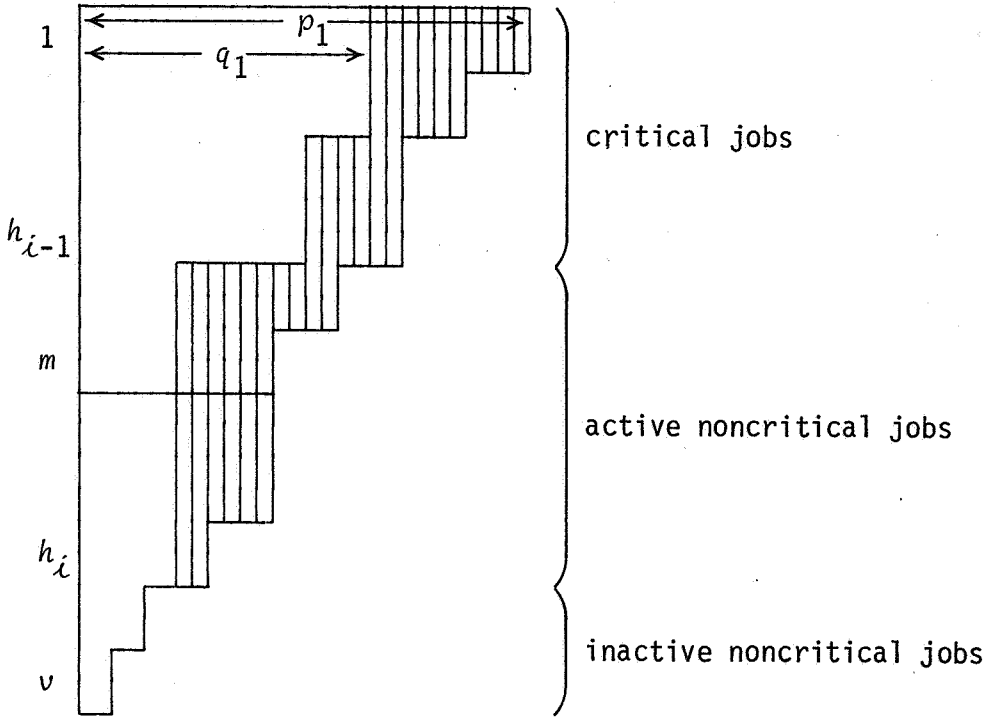 1
p₁
q₁
critical jobs
hᵢ₋₁
m
active noncritical jobs
hᵢ
inactive noncritical jobs
ν